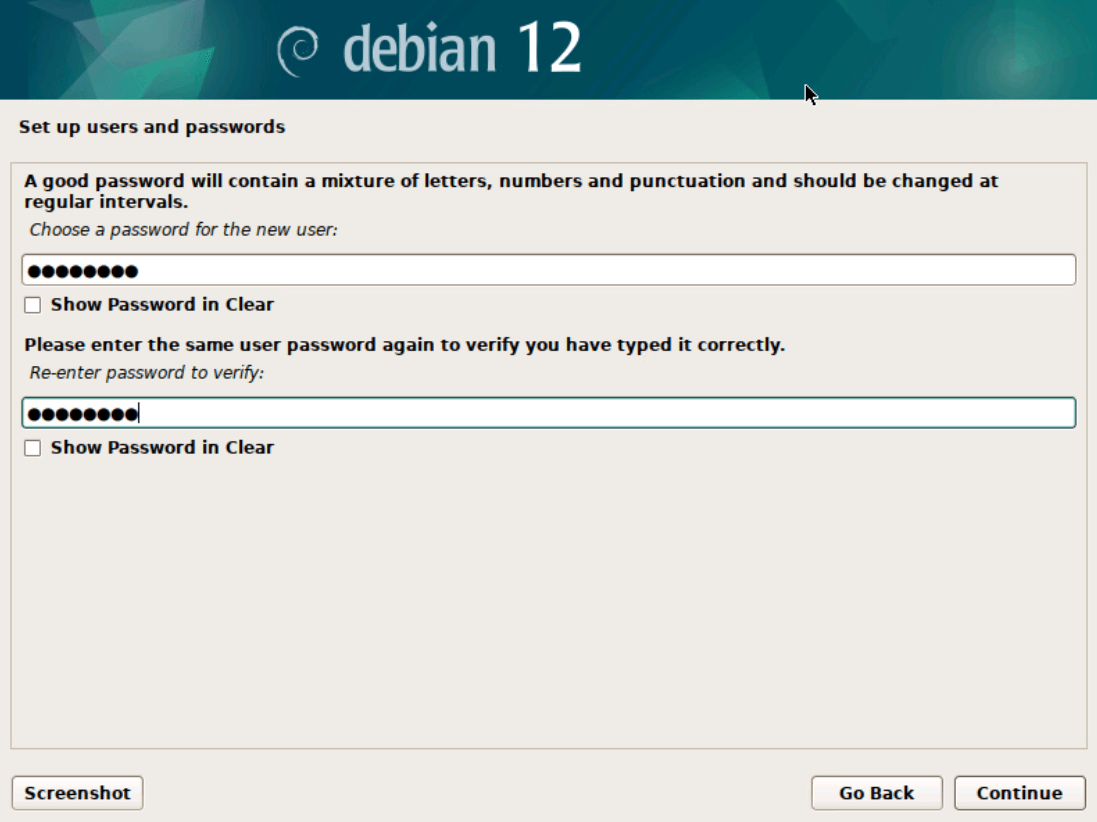 debian 12
Set up users and passwords
A good password will contain a mixture of letters, numbers and punctuation and should be changed at
regular intervals.
Choose a password for the new user:
●●●●●●●●
Show Password in Clear
Please enter the same user password again to verify you have typed it correctly.
Re-enter password to verify:
●●●●●●●●
Show Password in Clear
Screenshot
Go Back
Continue